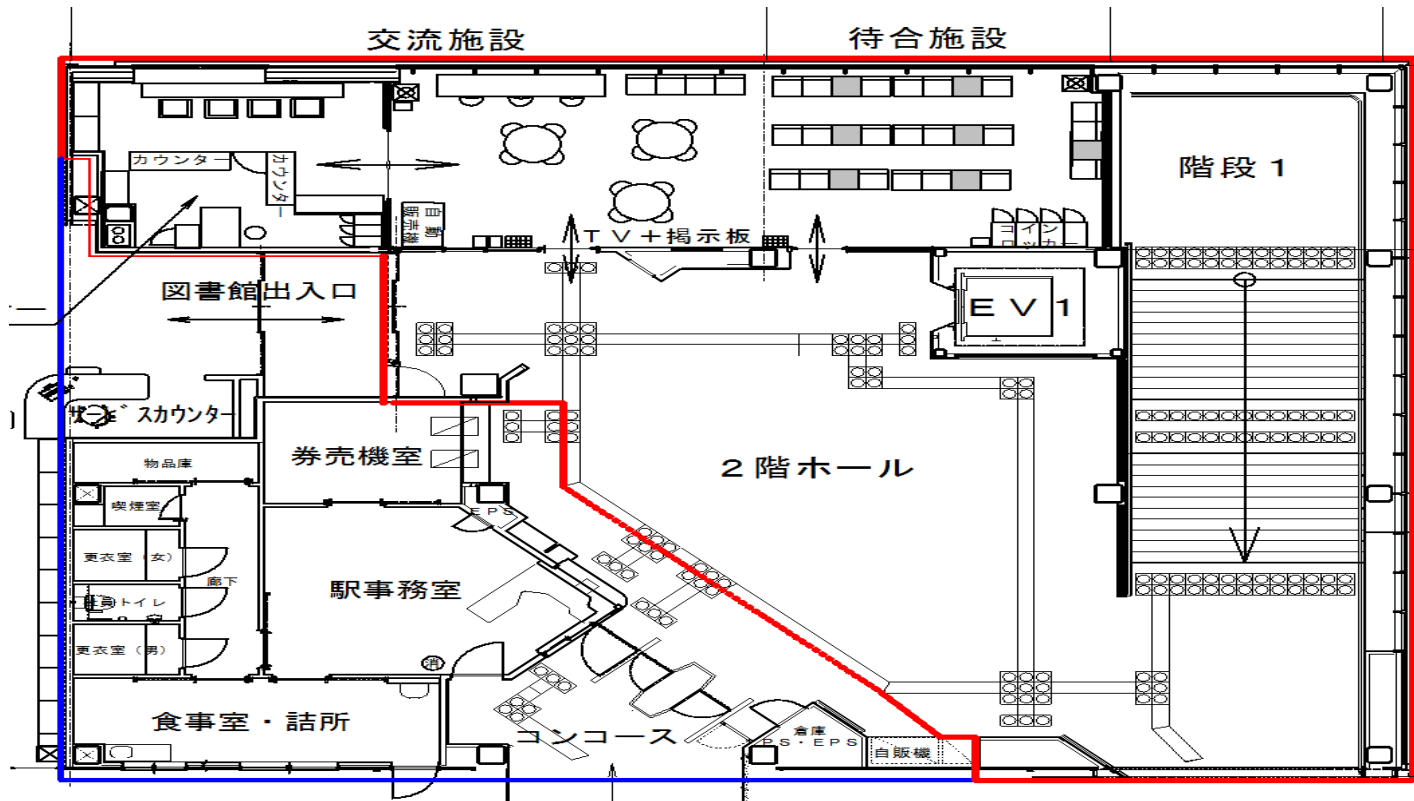 交流施設
待合施設
カウンター
カウンター
自動
販売機
階段1
TV+掲示板
コイン
ロッカー
図書館出入口
EV1
ー
サービスカウンター
物品庫
券売機室
2階ホール
喫煙室
EPS
更衣室(女)
廊下
駅事務室
トイレ
更衣室(男)
消
食事室・詰所
コンコース
倉庫
PS・EPS
自販機